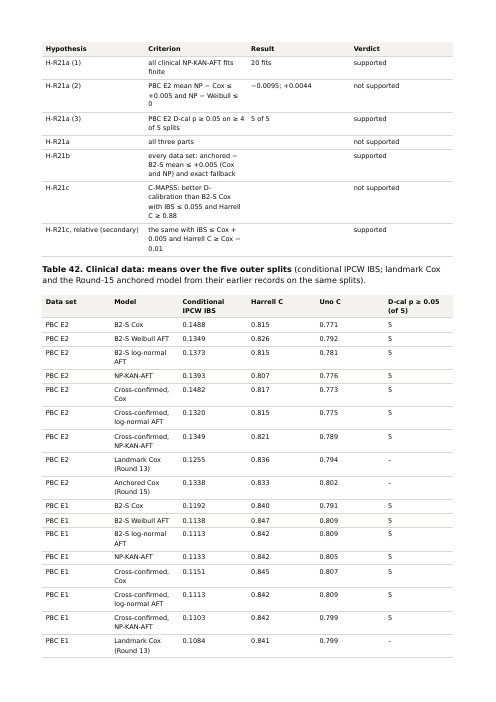 Hypothesis Criterion Result Verdict
H-R21a (1) all clinical NP-KAN-AFT fits 20 fits supported
finite
H-R21a (2) PBC E2 mean NP − Cox ≤ −0.0095; +0.0044 not supported
+0.005 and NP − Weibull ≤
0
H-R21a (3) PBC E2 D-cal p ≥ 0.05 on ≥ 4 5 of 5 supported
of 5 splits
H-R21a all three parts not supported
H-R21b every data set: anchored − supported
B2-S mean ≤ +0.005 (Cox
and NP) and exact fallback
H-R21c C-MAPSS: better D- not supported
calibration than B2-S Cox
with IBS ≤ 0.055 and Harrell
C ≥ 0.88
H-R21c, relative (secondary) the same with IBS ≤ Cox + supported
0.005 and Harrell C ≥ Cox −
0.01
Table 42. Clinical data: means over the five outer splits (conditional IPCW IBS; landmark Cox
and the Round-15 anchored model from their earlier records on the same splits).
Data set Model Conditional Harrell C Uno C D-cal p ≥ 0.05
IPCW IBS (of 5)
PBC E2 B2-S Cox 0.1488 0.815 0.771 5
PBC E2 B2-S Weibull AFT 0.1349 0.826 0.792 5
PBC E2 B2-S log-normal 0.1373 0.815 0.781 5
AFT
PBC E2 NP-KAN-AFT 0.1393 0.807 0.776 5
PBC E2 Cross-confirmed, 0.1482 0.817 0.773 5
Cox
PBC E2 Cross-confirmed, 0.1320 0.815 0.775 5
log-normal AFT
PBC E2 Cross-confirmed, 0.1349 0.821 0.789 5
NP-KAN-AFT
PBC E2 Landmark Cox 0.1255 0.836 0.794 –
(Round 13)
PBC E2 Anchored Cox 0.1338 0.833 0.802 –
(Round 15)
PBC E1 B2-S Cox 0.1192 0.840 0.791 5
PBC E1 B2-S Weibull AFT 0.1138 0.847 0.809 5
PBC E1 B2-S log-normal 0.1113 0.842 0.809 5
AFT
PBC E1 NP-KAN-AFT 0.1133 0.842 0.805 5
PBC E1 Cross-confirmed, 0.1151 0.845 0.807 5
Cox
PBC E1 Cross-confirmed, 0.1113 0.842 0.809 5
log-normal AFT
PBC E1 Cross-confirmed, 0.1103 0.842 0.799 5
NP-KAN-AFT
PBC E1 Landmark Cox 0.1084 0.841 0.799 –
(Round 13)